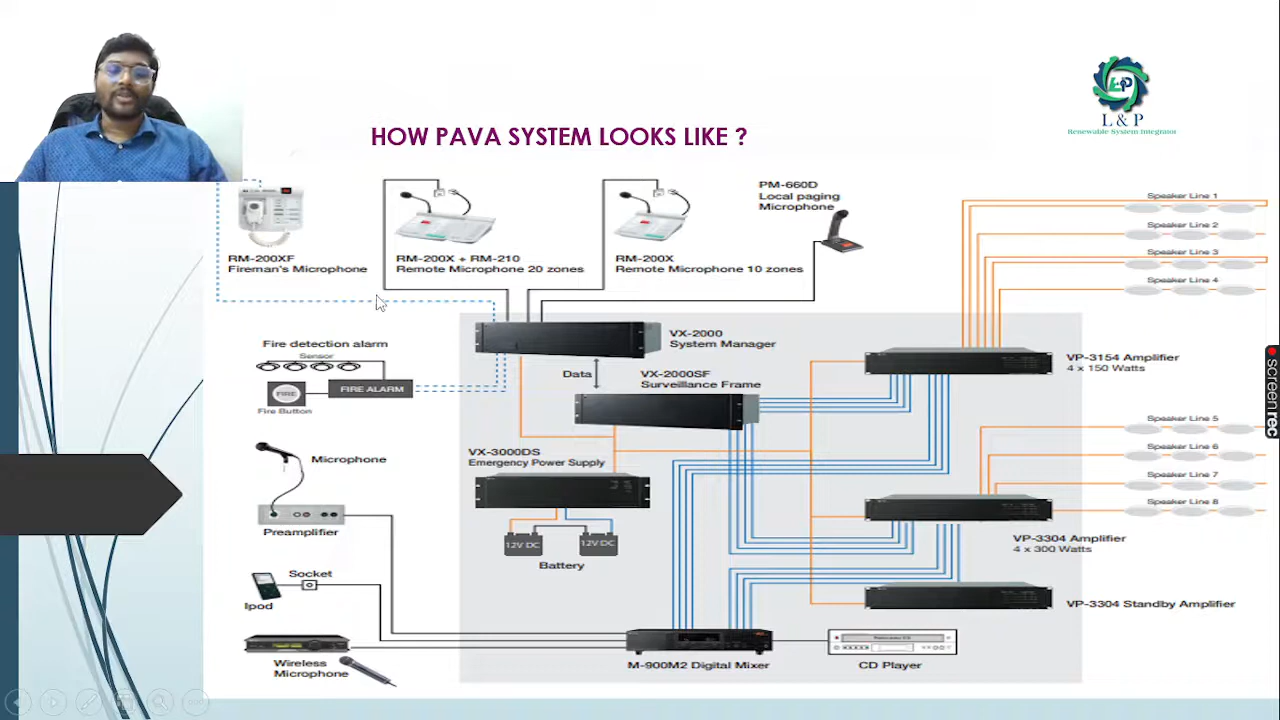 L & P
Renewable System Integrator
HOW PAVA SYSTEM LOOKS LIKE ?
PM-660D
Local paging
Microphone
RM-200XF
Fireman's Microphone
RM-200X + RM-210
Remote Microphone 20 zones
RM-200X
Remote Microphone 10 zones
Speaker Line 1
Speaker Line 2
Speaker Line 3
Speaker Line 4
Fire detection alarm
Sensor
FIRE
Fire Button
FIRE ALARM
VX-2000
System Manager
Data
VX-2000SF
Surveillance Frame
VP-3154 Amplifier
4 x 150 Watts
Microphone
Preamplifier
VX-3000DS
Emergency Power Supply
12V DC
12V DC
Battery
Speaker Line 5
Speaker Line 6
Speaker Line 7
Speaker Line 8
VP-3304 Amplifier
4 x 300 Watts
Socket
Ipod
VP-3304 Standby Amplifier
Wireless
Microphone
M-900M2 Digital Mixer
CD Player
screenrec